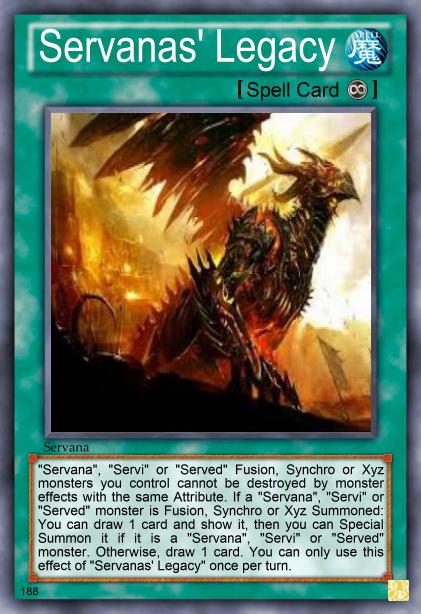 Servanas' Legacy
SPELL
魔
[ Spell Card ]
Servana
"Servana", "Servi" or "Served" Fusion, Synchro or Xyz
monsters you control cannot be destroyed by monster
effects with the same Attribute. If a "Servana", "Servi" or
"Served" monster is Fusion, Synchro or Xyz Summoned:
You can draw 1 card and show it, then you can Special
Summon it if it is a "Servana", "Servi" or "Served"
monster. Otherwise, draw 1 card. You can only use this
effect of "Servanas' Legacy" once per turn.
188